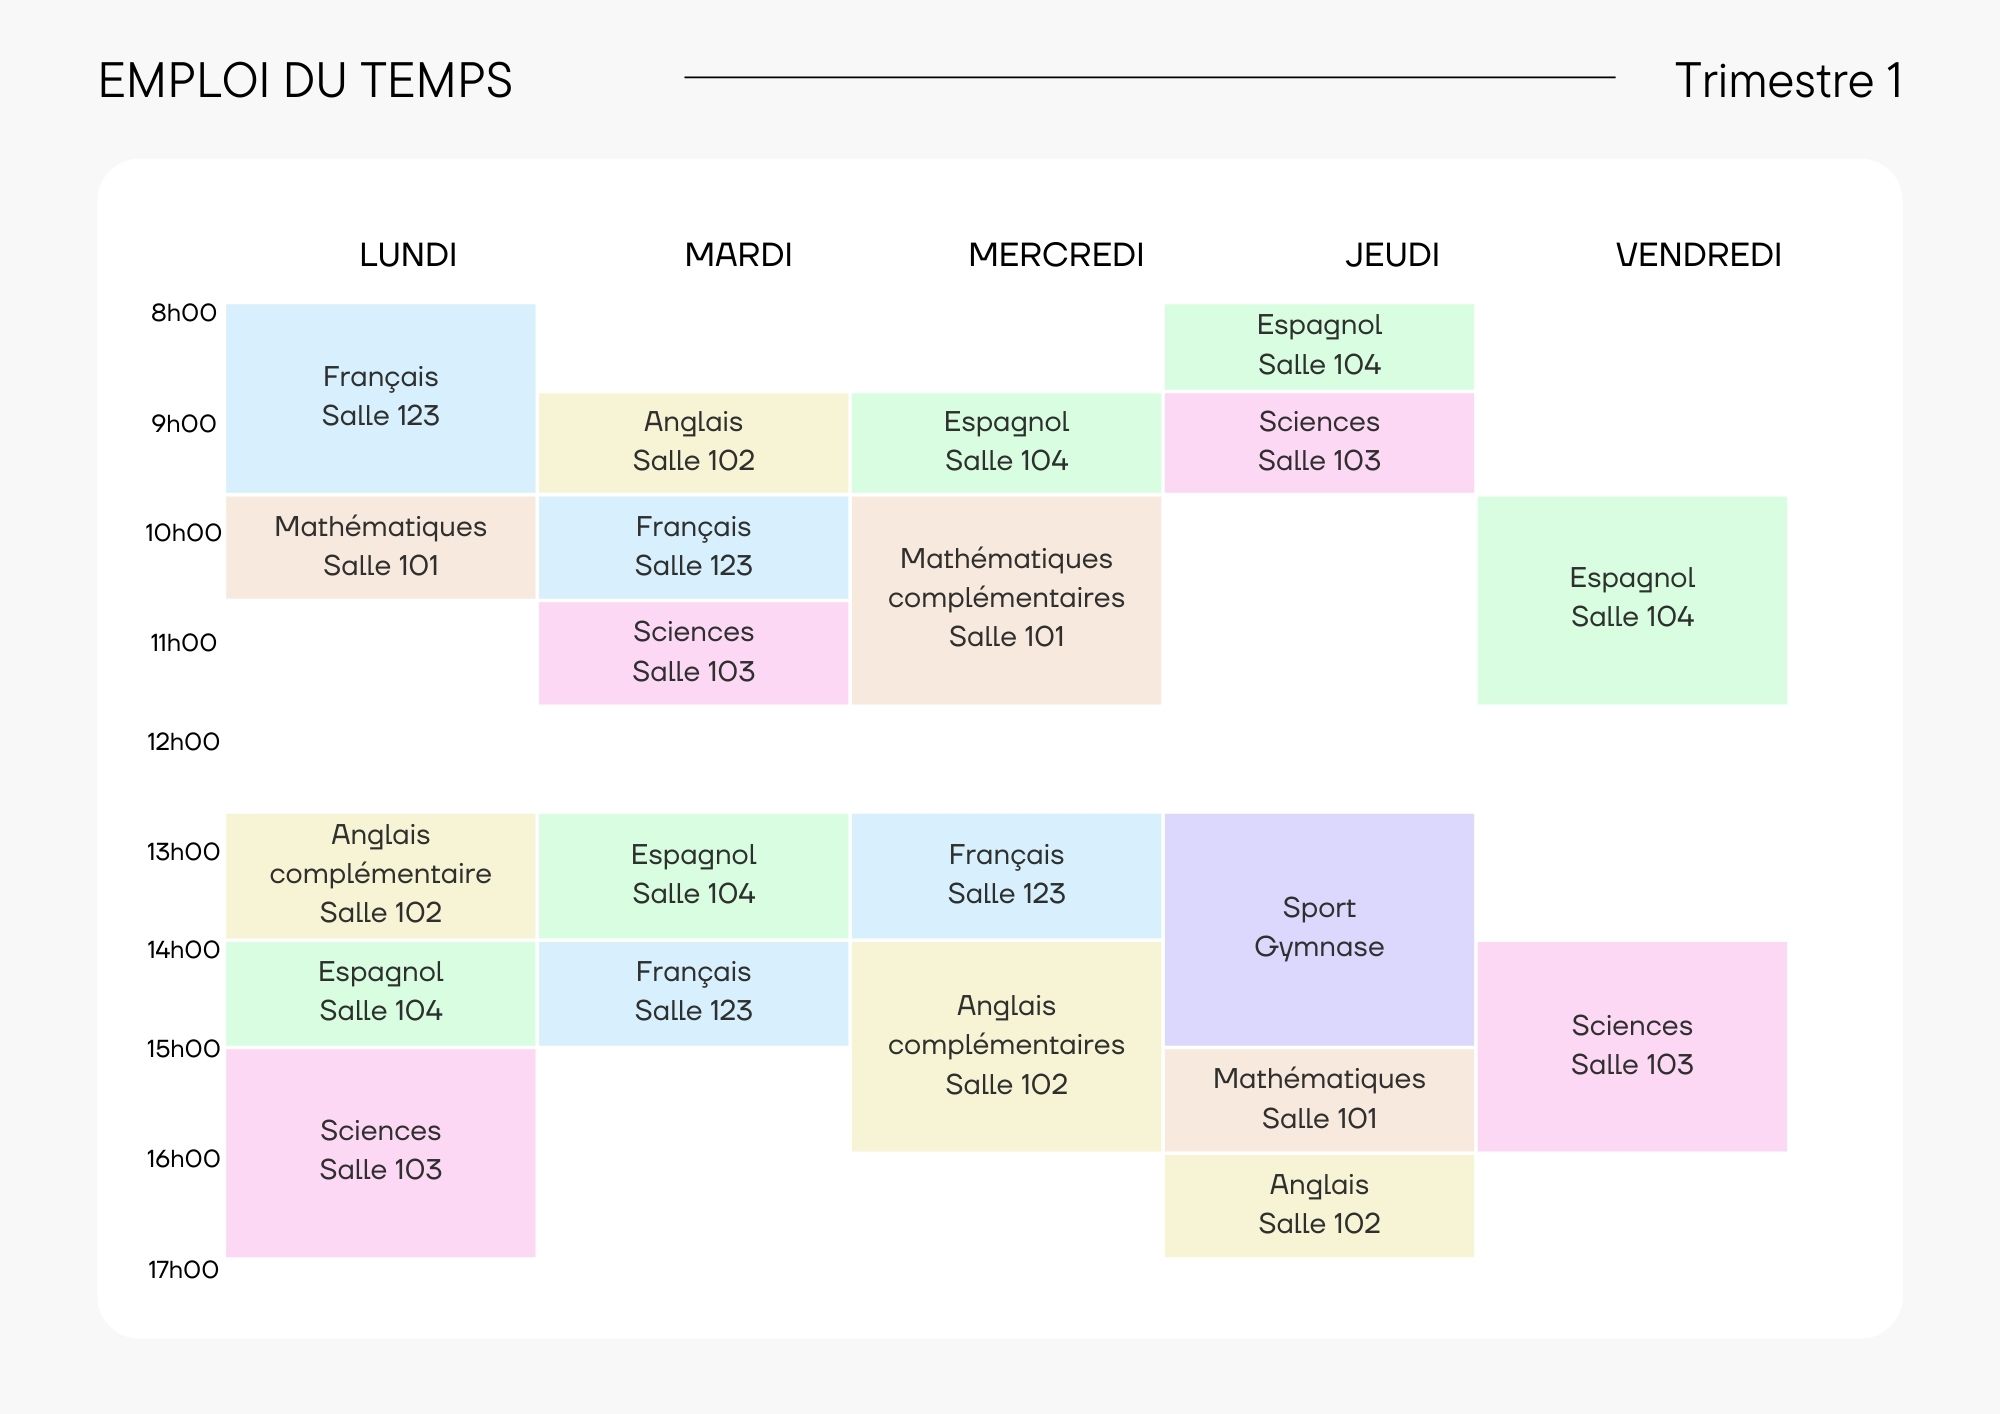 EMPLOI DU TEMPS
Trimestre 1
LUNDI
MARDI
MERCREDI
JEUDI
VENDREDI
8h00
Français
Salle 123
Espagnol
Salle 104
9h00
Anglais
Salle 102
Espagnol
Salle 104
Sciences
Salle 103
10h00
Mathématiques
Salle 101
Français
Salle 123
Mathématiques
complémentaires
Salle 101
Espagnol
Salle 104
11h00
Sciences
Salle 103
12h00
13h00
Anglais
complémentaire
Salle 102
Espagnol
Salle 104
Français
Salle 123
Sport
Gymnase
14h00
Espagnol
Salle 104
Français
Salle 123
Anglais
complémentaires
Salle 102
Sciences
Salle 103
15h00
Sciences
Salle 103
Mathématiques
Salle 101
16h00
Anglais
Salle 102
17h00